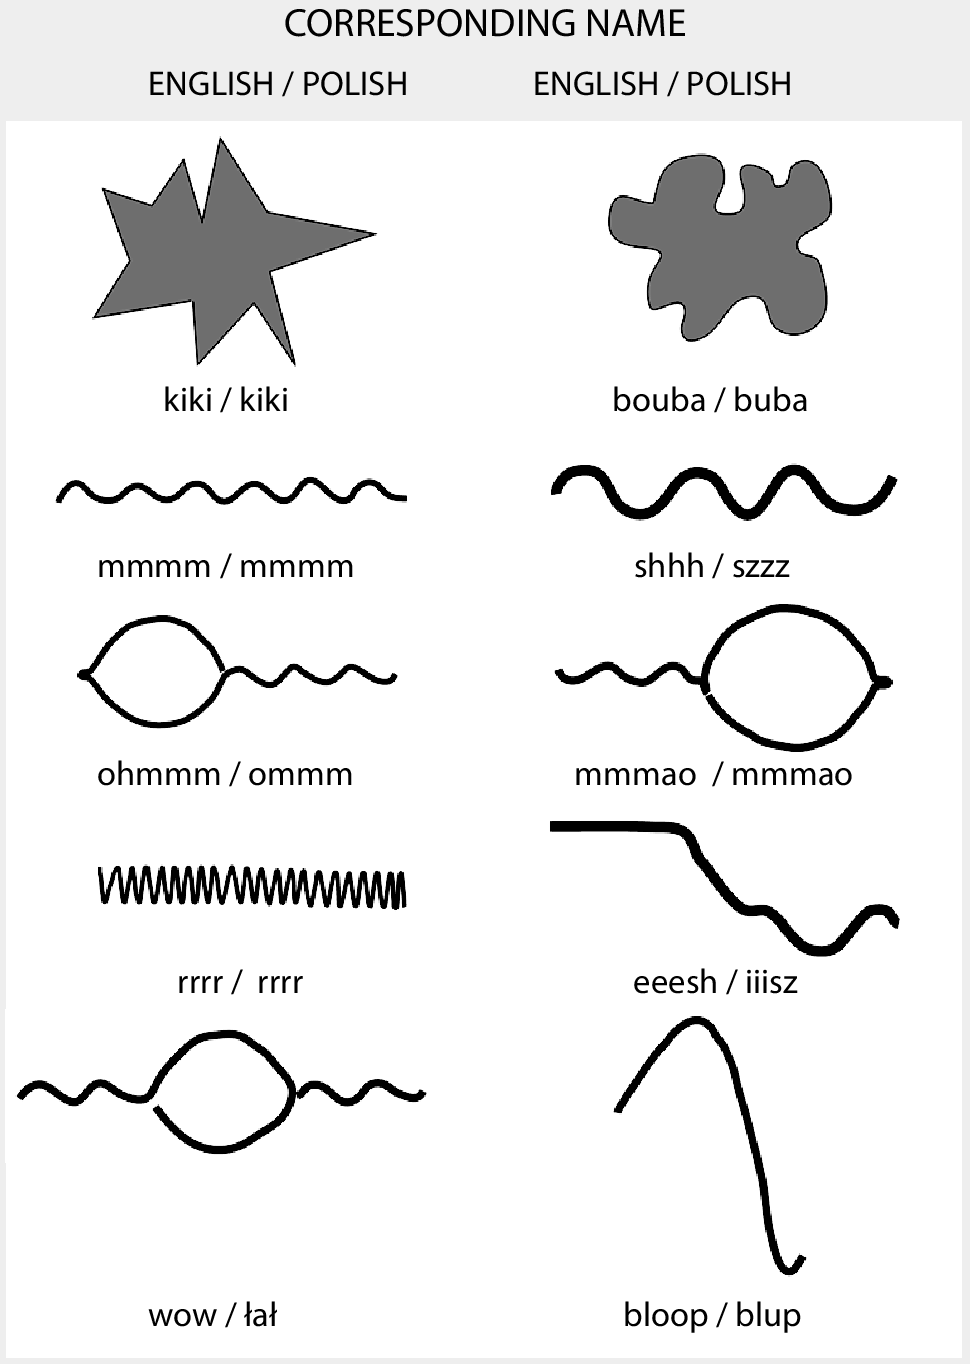 CORRESPONDING NAME
ENGLISH / POLISH
ENGLISH / POLISH
kiki / kiki
bouba / buba
mmmm / mmmm
shhh / szzz
ohmmm / ommm
mmmao / mmmao
rrrr / rrrr
eeesh / iiisz
wow / łał
bloop / blup